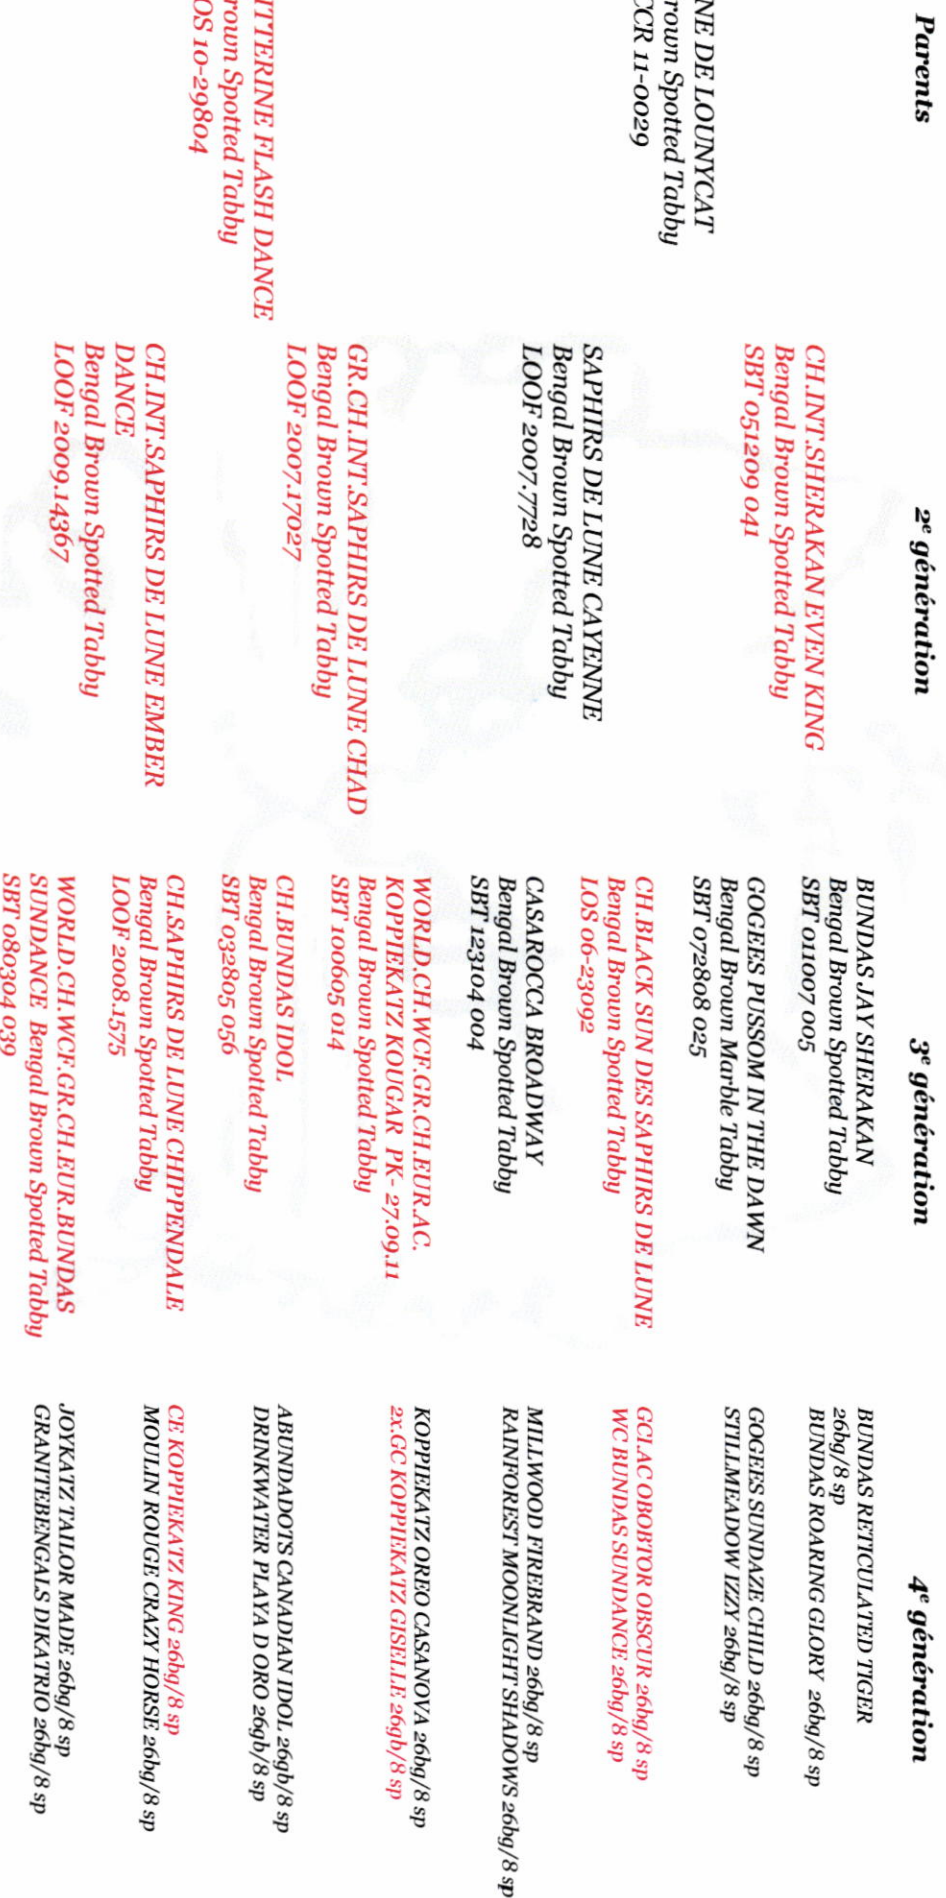 Parents
2e génération
3e génération
4e génération
NE DE LOUNYCAT
rown Spotted Tabby
CCR 11-0029
ITTERINE FLASH DANCE
rown Spotted Tabby
OS 10-29804
CH.INT.SHERAKAN EVEN KING
Bengal Brown Spotted Tabby
SBT 051209 041
SAPHIRS DE LUNE CAYENNE
Bengal Brown Spotted Tabby
LOOF 2007.7728
GR.CH.INT.SAPHIRS DE LUNE CHAD
Bengal Brown Spotted Tabby
LOOF 2007.17027
CH.INT.SAPHIRS DE LUNE EMBER
DANCE
Bengal Brown Spotted Tabby
LOOF 2009.14367
BUNDAS JAY SHERAKAN
Bengal Brown Spotted Tabby
SBT 011007 005
GOGEES PUSSOM IN THE DAWN
Bengal Brown Marble Tabby
SBT 072808 025
CH.BLACK SUN DES SAPHIRS DE LUNE
Bengal Brown Spotted Tabby
LOS 06-23092
CASAROCCA BROADWAY
Bengal Brown Spotted Tabby
SBT 123104 004
WORLD.CH.WCF.GR.CH.EUR.AC.
KOPPIEKATZ KOUGAR PK- 27.09.11
Bengal Brown Spotted Tabby
SBT 100605 014
CH.BUNDAS IDOL
Bengal Brown Spotted Tabby
SBT 032805 056
CH.SAPHIRS DE LUNE CHIPPENDALE
Bengal Brown Spotted Tabby
LOOF 2008.1575
WORLD.CH.WCF.GR.CH.EUR.BUNDAS
SUNDANCE Bengal Brown Spotted Tabby
SBT 080304 039
BUNDAS RETICULATED TIGER
26bg/8 sp
BUNDAS ROARING GLORY 26bg/8 sp
GOGEES SUNDAZE CHILD 26bg/8 sp
STILLMEADOW IZZY 26bg/8 sp
GCI.AC OBOBTOR OBSCUR 26bg/8 sp
WC BUNDAS SUNDANCE 26bg/8 sp
MILLWOOD FIREBRAND 26bg/8 sp
RAINFOREST MOONLIGHT SHADOWS 26bg/8 sp
KOPPIEKATZ OREO CASANOVA 26bg/8 sp
2x.GC KOPPIEKATZ GISELLE 26gb/8 sp
ABUNDADOTS CANADIAN IDOL 26gb/8 sp
DRINKWATER PLAYA D ORO 26gb/8 sp
CE KOPPIEKATZ KING 26bg/8 sp
MOULIN ROUGE CRAZY HORSE 26bg/8 sp
JOYKATZ TAILOR MADE 26bg/8 sp
GRANITEBENGALS DIKATRIO 26bg/8 sp